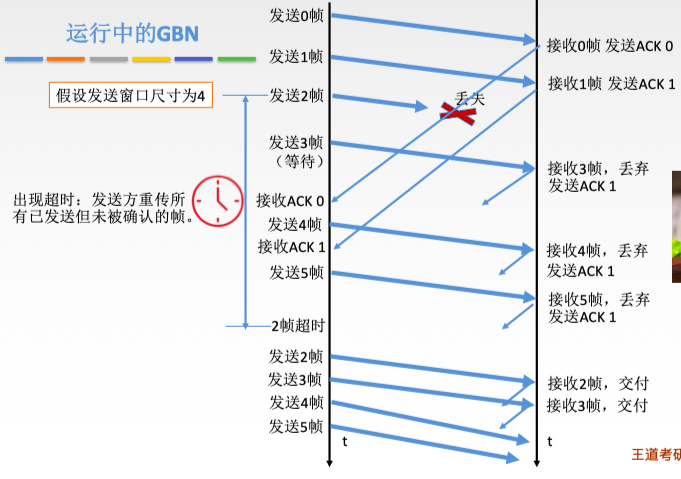 运行中的GBN
假设发送窗口尺寸为4
出现超时：发送方重传所
有已发送但未被确认的帧。
发送0帧
发送1帧
发送2帧
发送3帧
（等待）
接收ACK 0
发送4帧
接收ACK 1
发送5帧
2帧超时
发送2帧
发送3帧
发送4帧
发送5帧
t
丢失
接收0帧 发送ACK 0
接收1帧 发送ACK 1
接收3帧，丢弃
发送ACK 1
接收4帧，丢弃
发送ACK 1
接收5帧，丢弃
发送ACK 1
接收2帧，交付
接收3帧，交付
t
王道考研